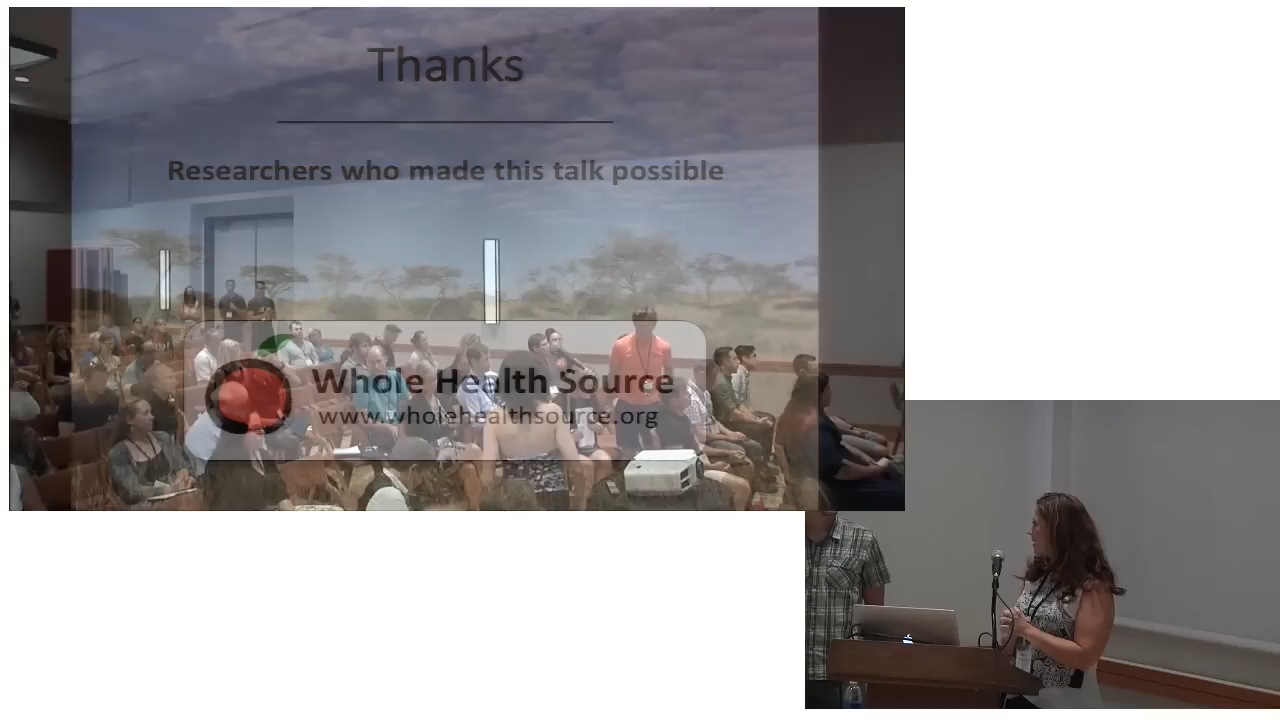 Thanks
Researchers who made this talk possible
Whole Health Source
www.wholehealthsource.org